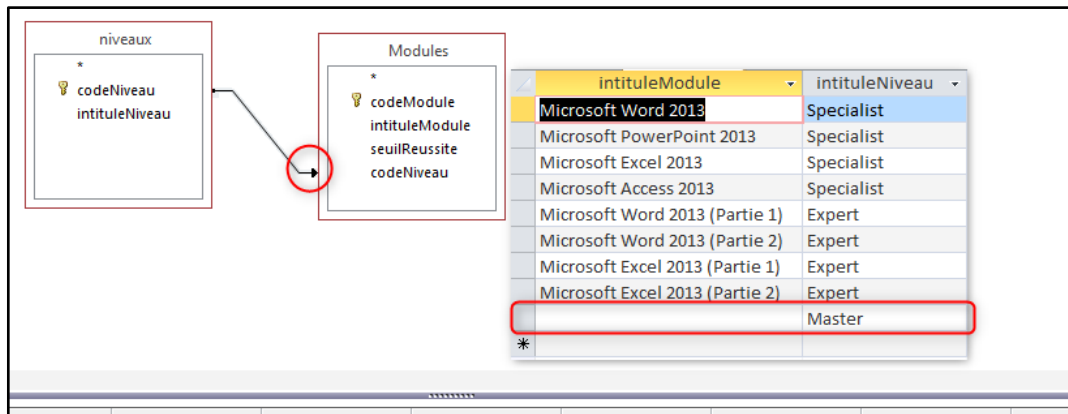 niveaux
*
codeNiveau
intituleNiveau
Modules
*
codeModule
intituleModule
seuilReussite
codeNiveau
intituleModule intituleNiveau
Microsoft Word 2013 Specialist
Microsoft PowerPoint 2013 Specialist
Microsoft Excel 2013 Specialist
Microsoft Access 2013 Specialist
Microsoft Word 2013 (Partie 1) Expert
Microsoft Word 2013 (Partie 2) Expert
Microsoft Excel 2013 (Partie 1) Expert
Microsoft Excel 2013 (Partie 2) Expert
Master
*